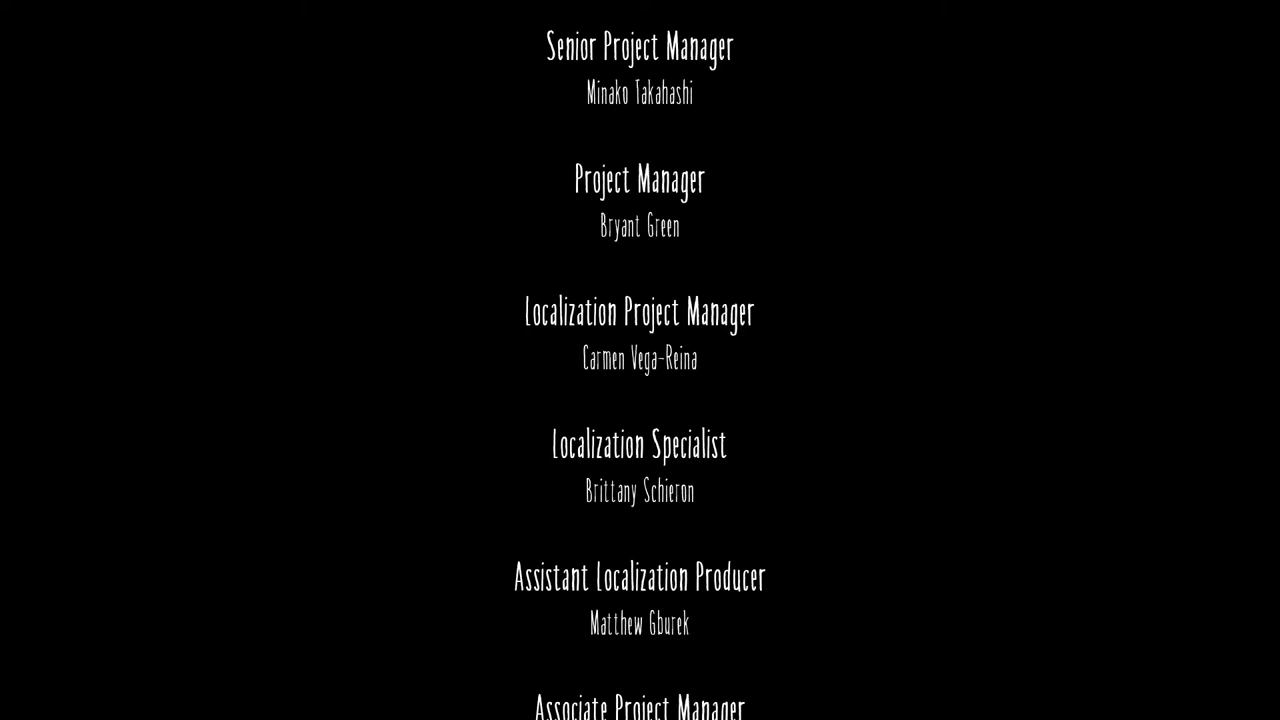 Senior Project Manager
Minako Takahashi
Project Manager
Bryant Green
Localization Project Manager
Carmen Vega-Reina
Localization Specialist
Brittany Schieron
Assistant Localization Producer
Matthew Gburek
Associate Project Manager